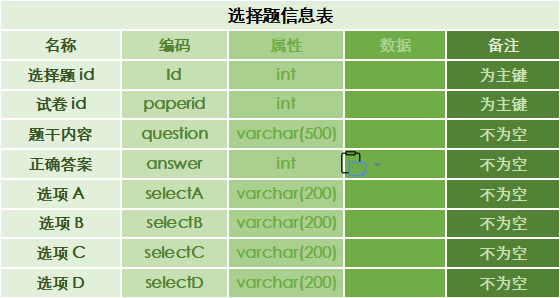 选择题信息表
名称 编码 属性 数据 备注
选择题 id Id int 为主键
试卷 id paperid int 为主键
题干内容 question varchar(500) 不为空
正确答案 answer int 不为空
选项 A selectA varchar(200) 不为空
选项 B selectB varchar(200) 不为空
选项 C selectC varchar(200) 不为空
选项 D selectD varchar(200) 不为空